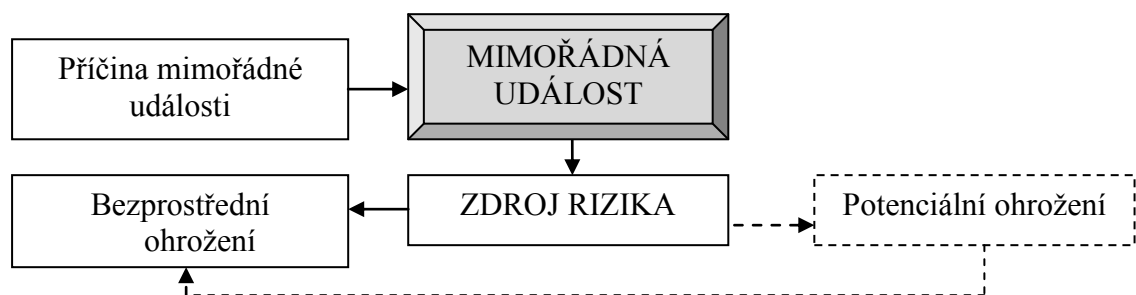 Příčina mimořádné
události
MIMOŘÁDNÁ
UDÁLOST
Bezprostřední
ohrožení
ZDROJ RIZIKA
Potenciální ohrožení